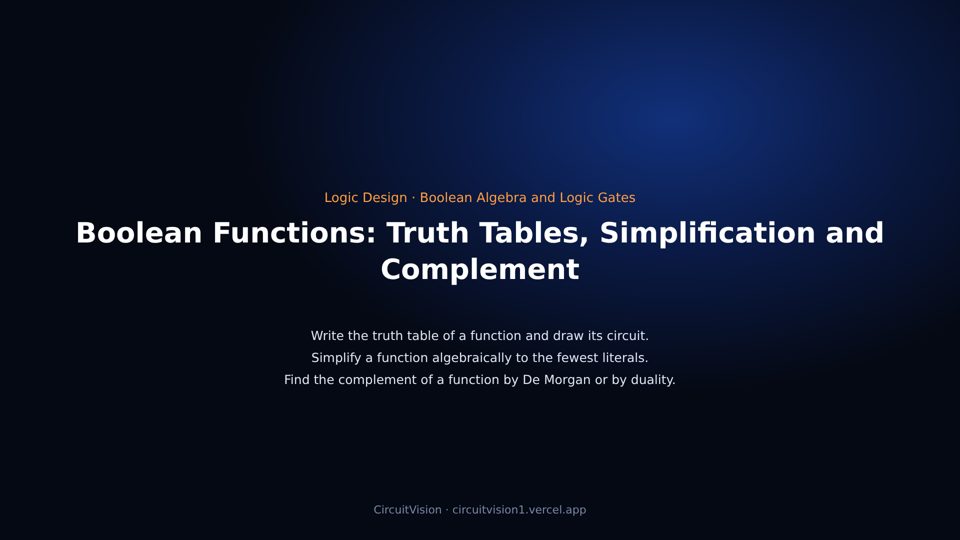 Logic Design · Boolean Algebra and Logic Gates
Boolean Functions: Truth Tables, Simplification and
Complement
Write the truth table of a function and draw its circuit.
Simplify a function algebraically to the fewest literals.
Find the complement of a function by De Morgan or by duality.
CircuitVision · circuitvision1.vercel.app